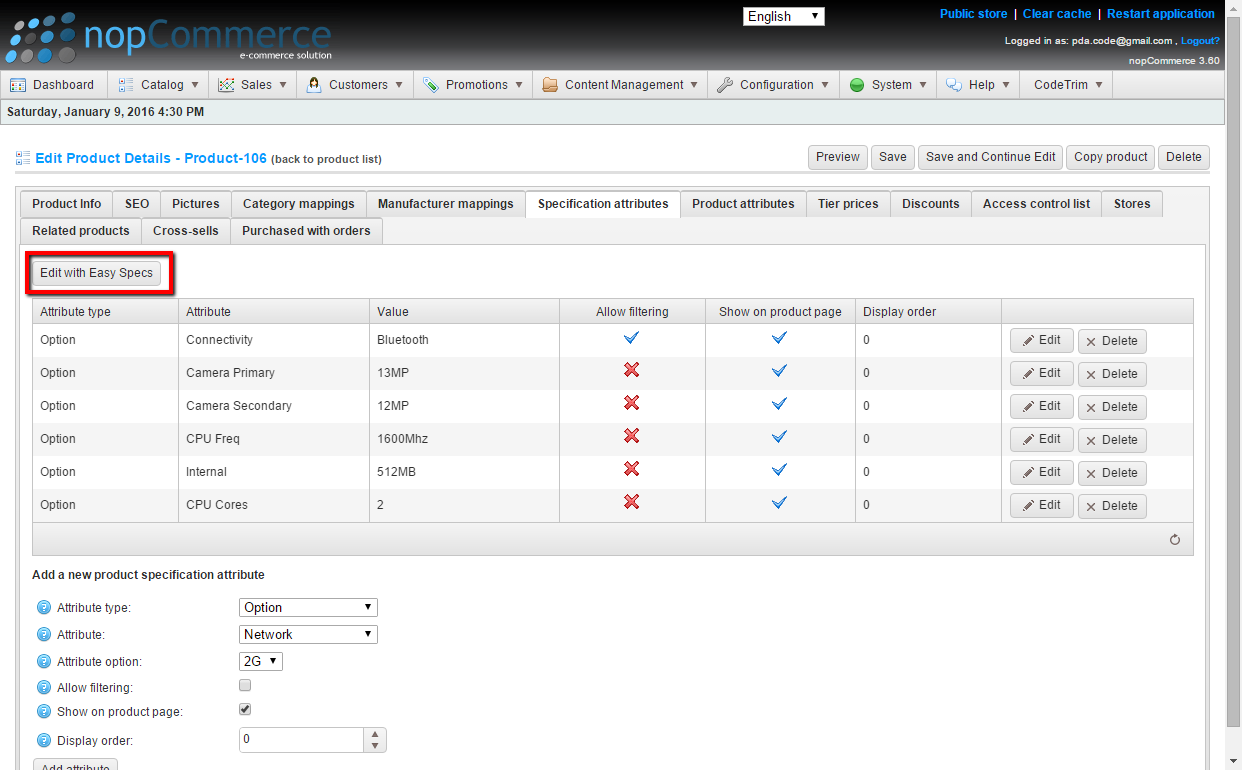 nopCommerce
e-commerce solution
English
Public store | Clear cache | Restart application
Logged in as: pda.code@gmail.com , Logout?
nopCommerce 3.60
Dashboard Catalog Sales Customers Promotions Content Management Configuration System Help CodeTrim
Saturday, January 9, 2016 4:30 PM
Edit Product Details - Product-106 (back to product list)
Preview Save Save and Continue Edit Copy product Delete
Product Info SEO Pictures Category mappings Manufacturer mappings Specification attributes Product attributes Tier prices Discounts Access control list Stores
Related products Cross-sells Purchased with orders
Edit with Easy Specs
Attribute type Attribute Value Allow filtering Show on product page Display order
Option Connectivity Bluetooth 0 Edit Delete
Option Camera Primary 13MP 0 Edit Delete
Option Camera Secondary 12MP 0 Edit Delete
Option CPU Freq 1600Mhz 0 Edit Delete
Option Internal 512MB 0 Edit Delete
Option CPU Cores 2 0 Edit Delete
Add a new product specification attribute
Attribute type: Option
Attribute: Network
Attribute option: 2G
Allow filtering:
Show on product page:
Display order: 0
Add attribute